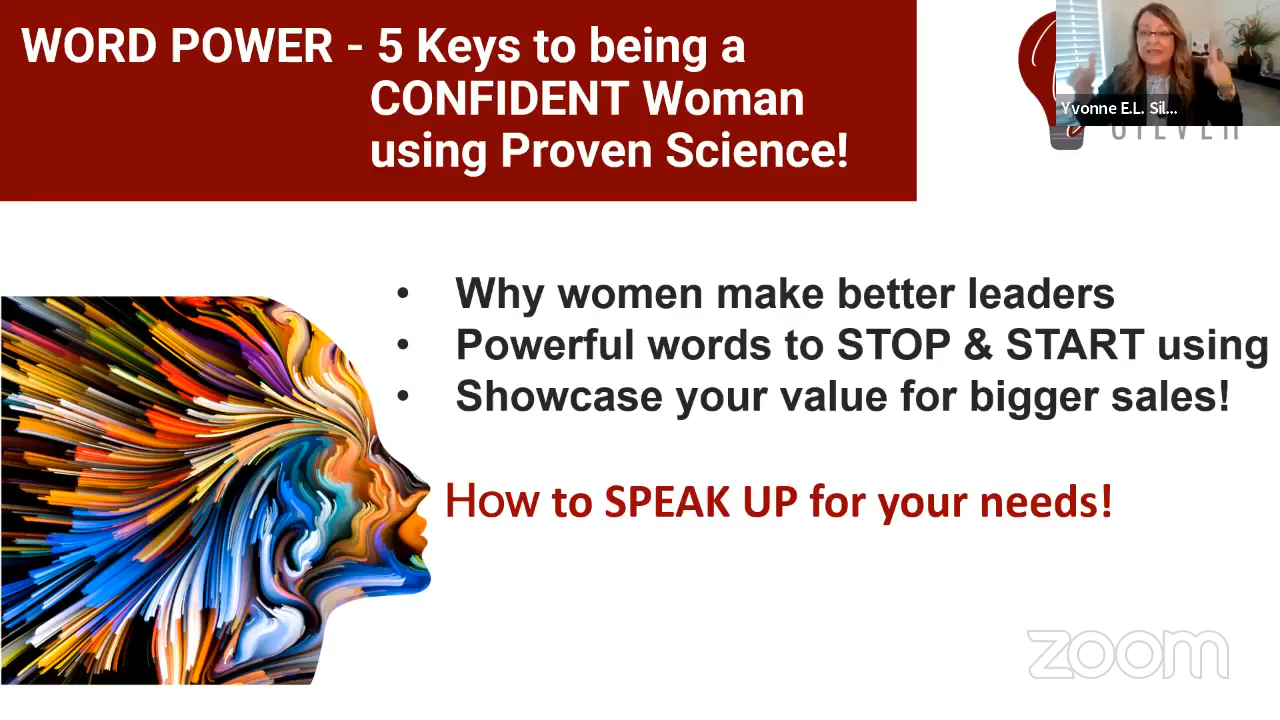 WORD POWER - 5 Keys to being a
CONFIDENT Woman
using Proven Science!
Yvonne E.L. Sil...
• Why women make better leaders
• Powerful words to STOP & START using
• Showcase your value for bigger sales!
How to SPEAK UP for your needs!
zoom